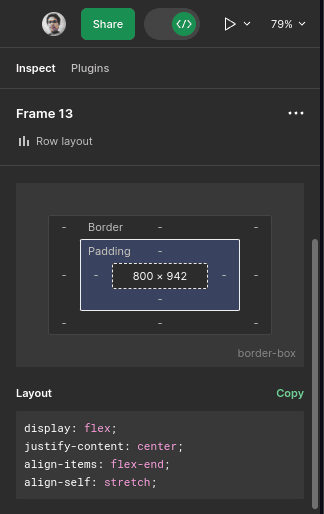 Share </> 79%
Inspect Plugins
Frame 13 ...
Row layout
- Border - -
Padding -
- - 800 × 942 - -
-
- - -
border-box
Layout Copy
display: flex;
justify-content: center;
align-items: flex-end;
align-self: stretch;